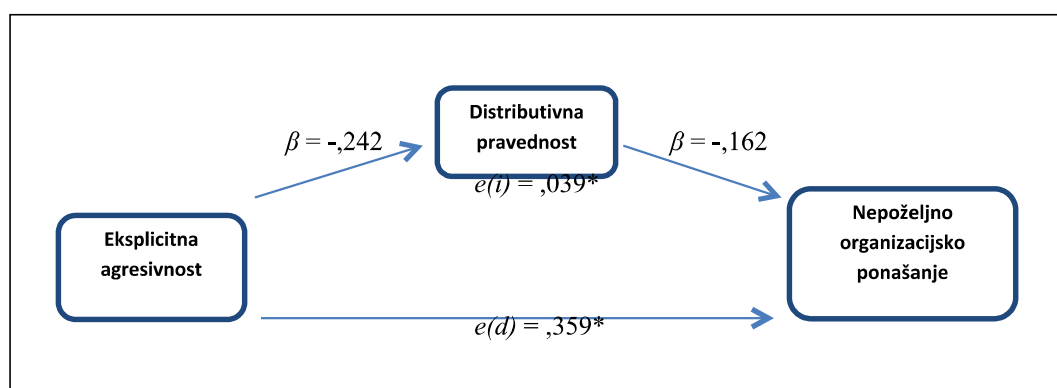 Distributivna
pravednost
β = -,242
β = -,162
e(i) = ,039*
Eksplicitna
agresivnost
Nepoželjno
organizacijsko
ponašanje
e(d) = ,359*